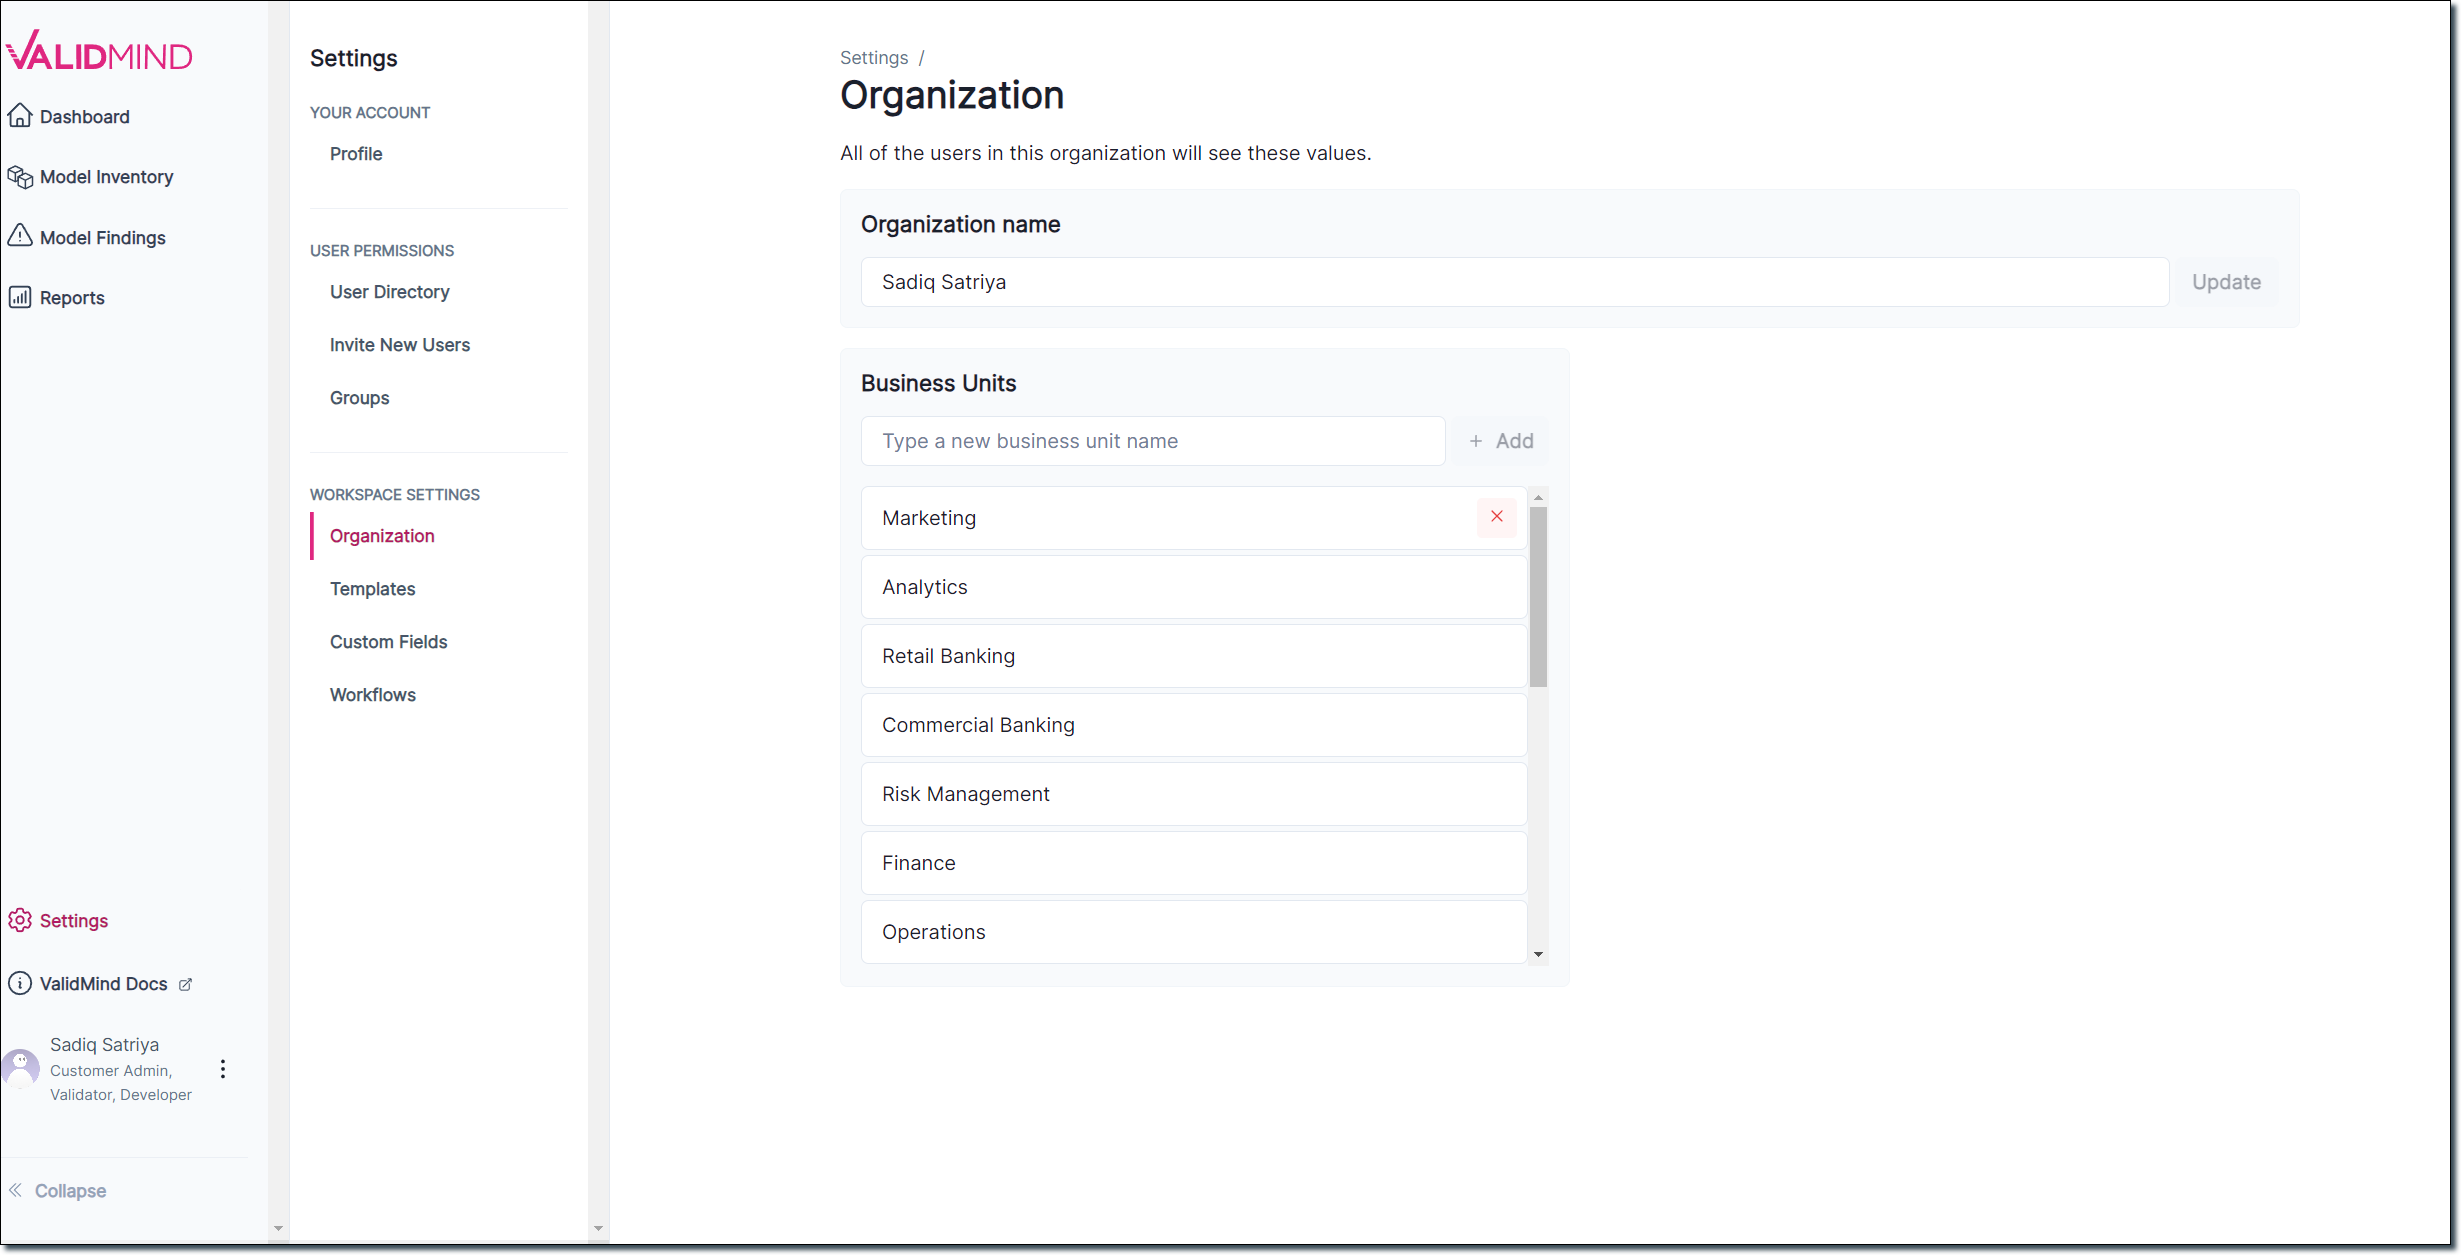 VALIDMIND
Dashboard
Model Inventory
Model Findings
Reports
Settings
ValidMind Docs
Sadiq Satriya
Customer Admin,
Validator, Developer
Collapse
Settings
YOUR ACCOUNT
Profile
USER PERMISSIONS
User Directory
Invite New Users
Groups
WORKSPACE SETTINGS
Organization
Templates
Custom Fields
Workflows
Settings /
Organization
All of the users in this organization will see these values.
Organization name
Sadiq Satriya
Update
Business Units
Type a new business unit name
+ Add
Marketing
Analytics
Retail Banking
Commercial Banking
Risk Management
Finance
Operations